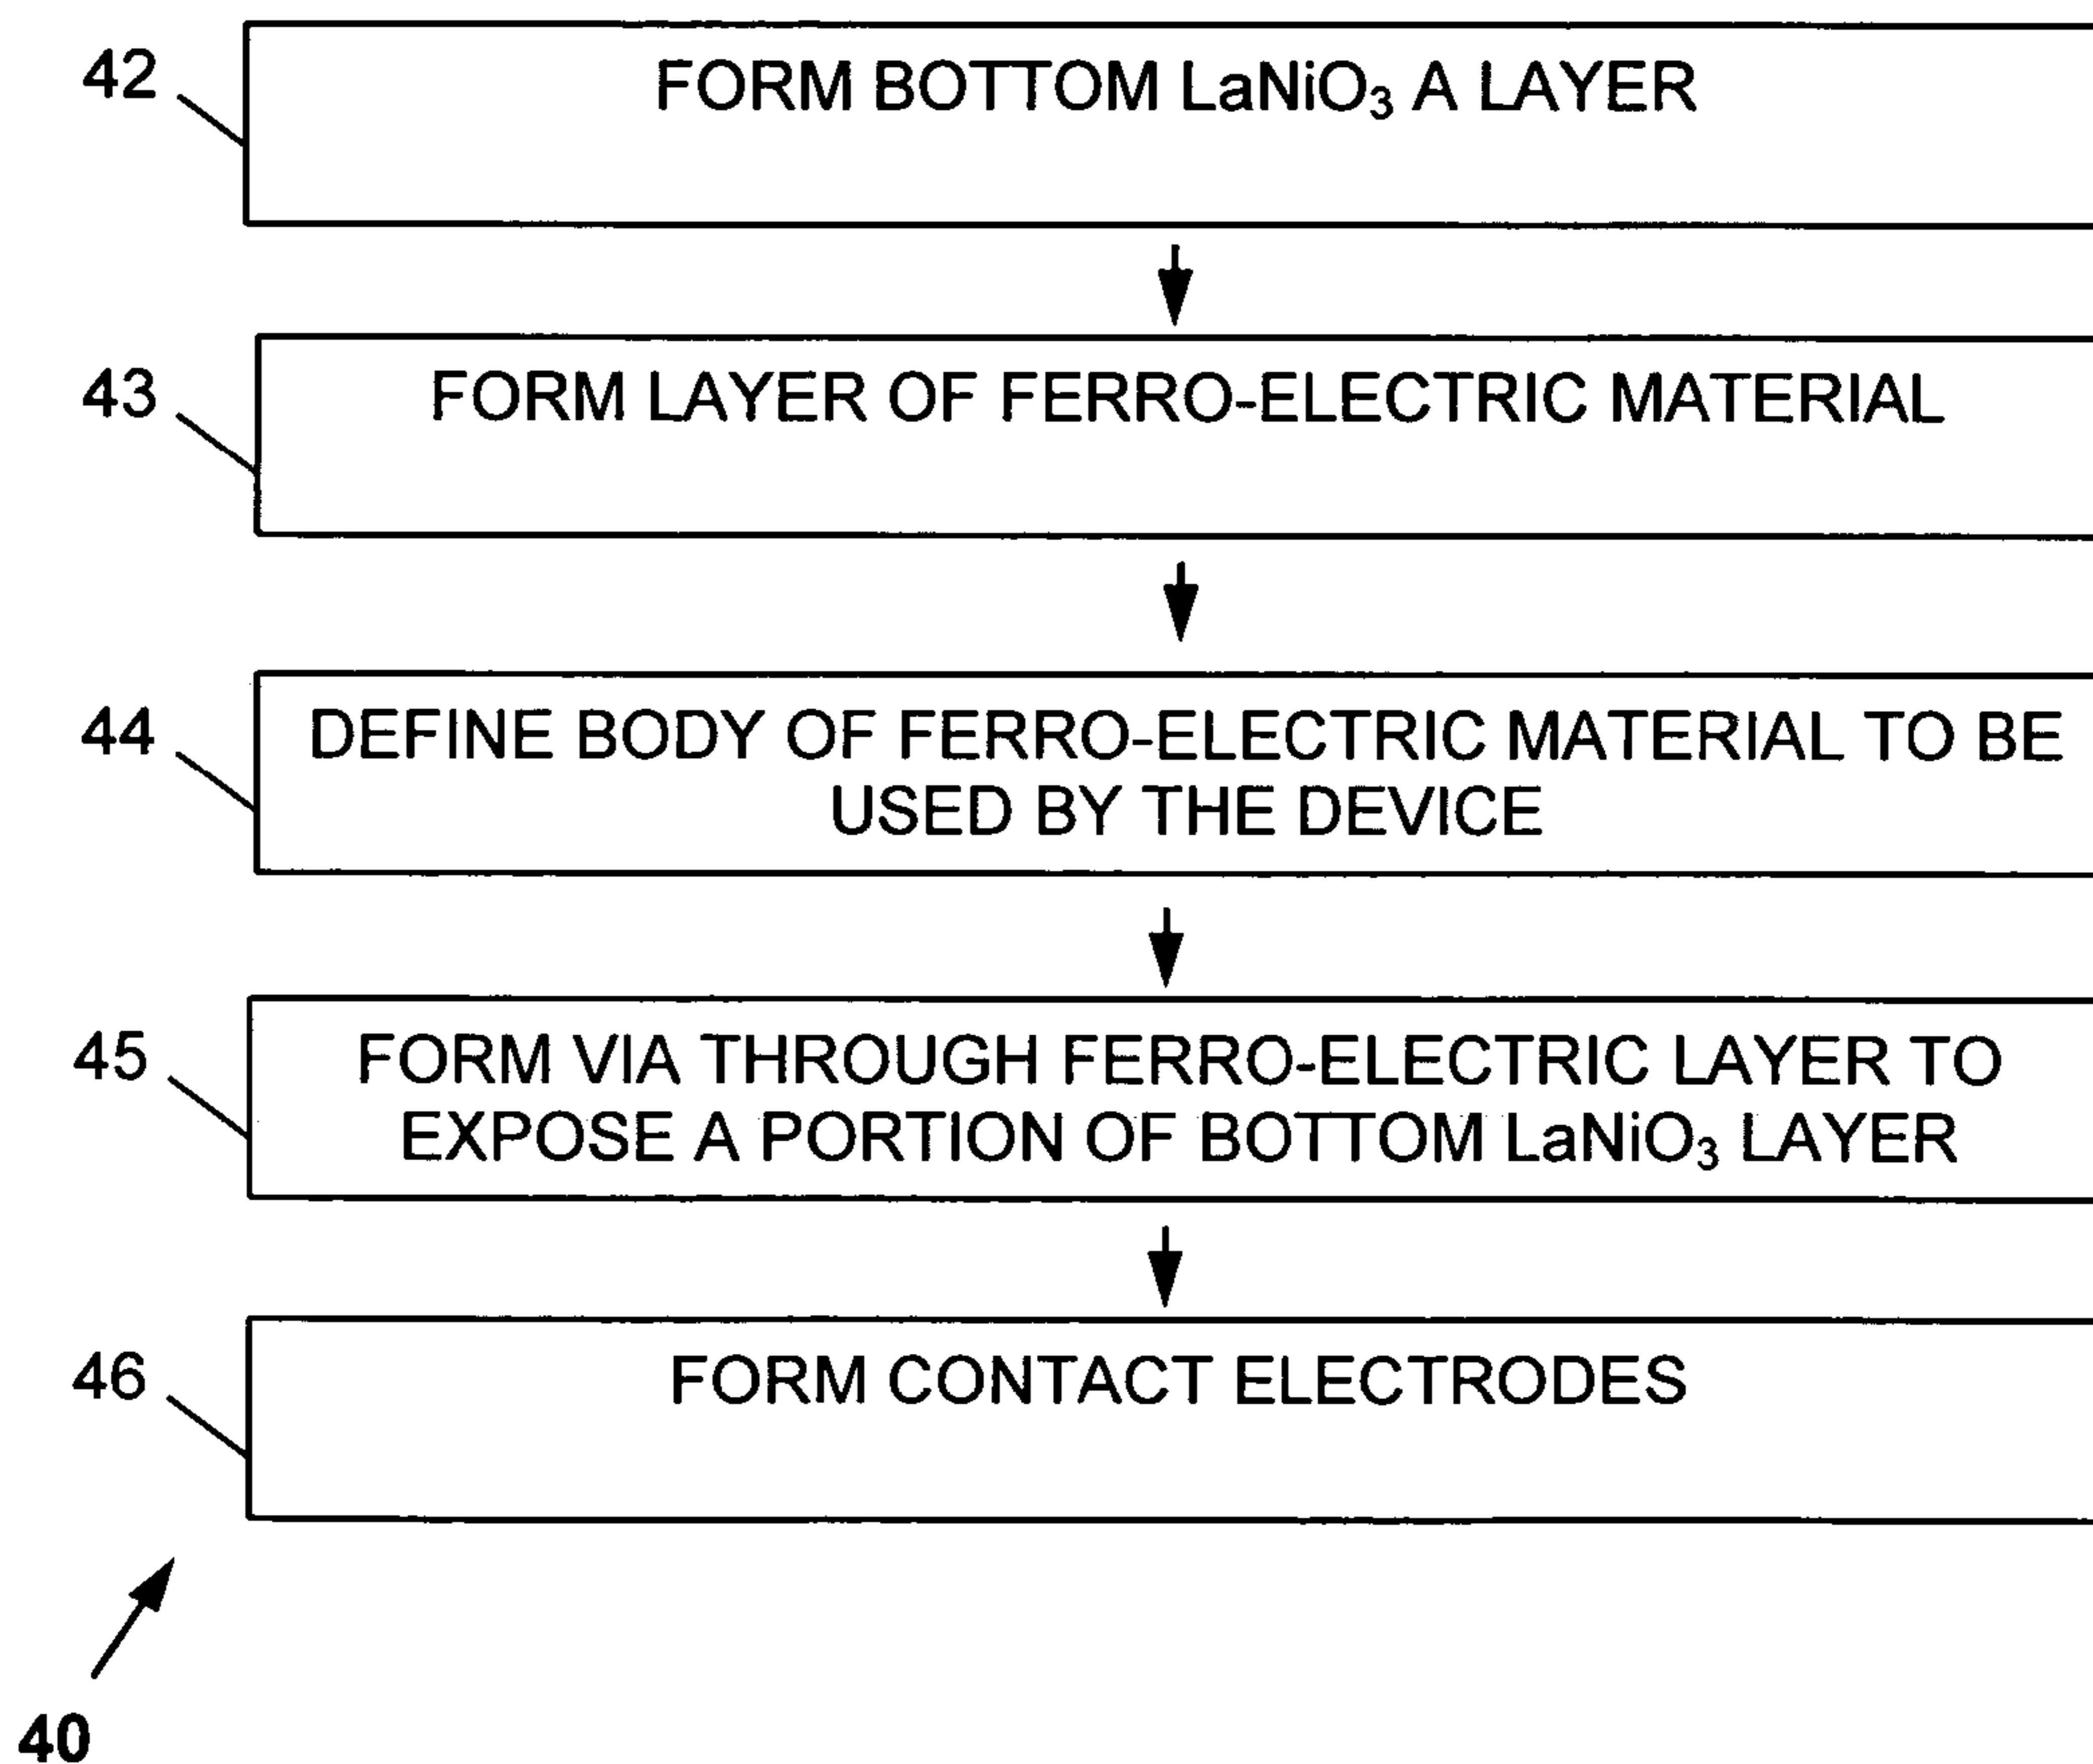 42
FORM BOTTOM LaNiO₃ A LAYER
43
FORM LAYER OF FERRO-ELECTRIC MATERIAL
44
DEFINE BODY OF FERRO-ELECTRIC MATERIAL TO BE
USED BY THE DEVICE
45
FORM VIA THROUGH FERRO-ELECTRIC LAYER TO
EXPOSE A PORTION OF BOTTOM LaNiO₃ LAYER
46
FORM CONTACT ELECTRODES
40